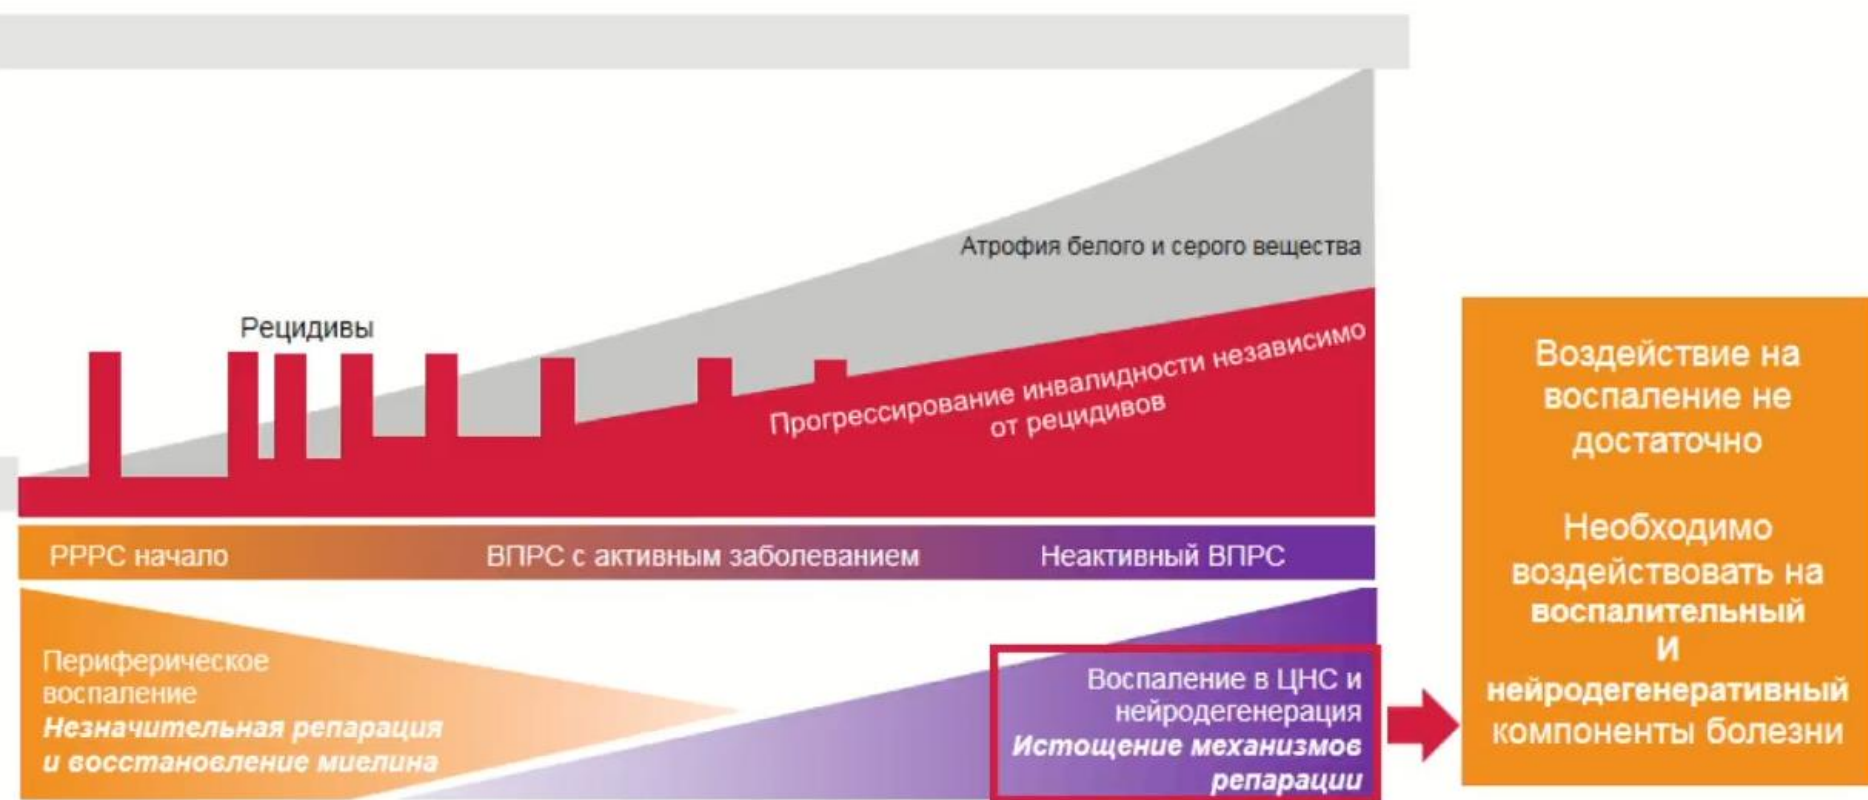 Атрофия белого и серого вещества
Рецидивы
Прогрессирование инвалидности независимо
от рецидивов
РРРС начало
ВПРС с активным заболеванием
Неактивный ВПРС
Периферическое
воспаление
Незначительная репарация
и восстановление миелина
Воспаление в ЦНС и
нейродегенерация
Истощение механизмов
репарации
Воздействие на
воспаление не
достаточно
Необходимо
воздействовать на
воспалительный
И
нейродегенеративный
компоненты болезни